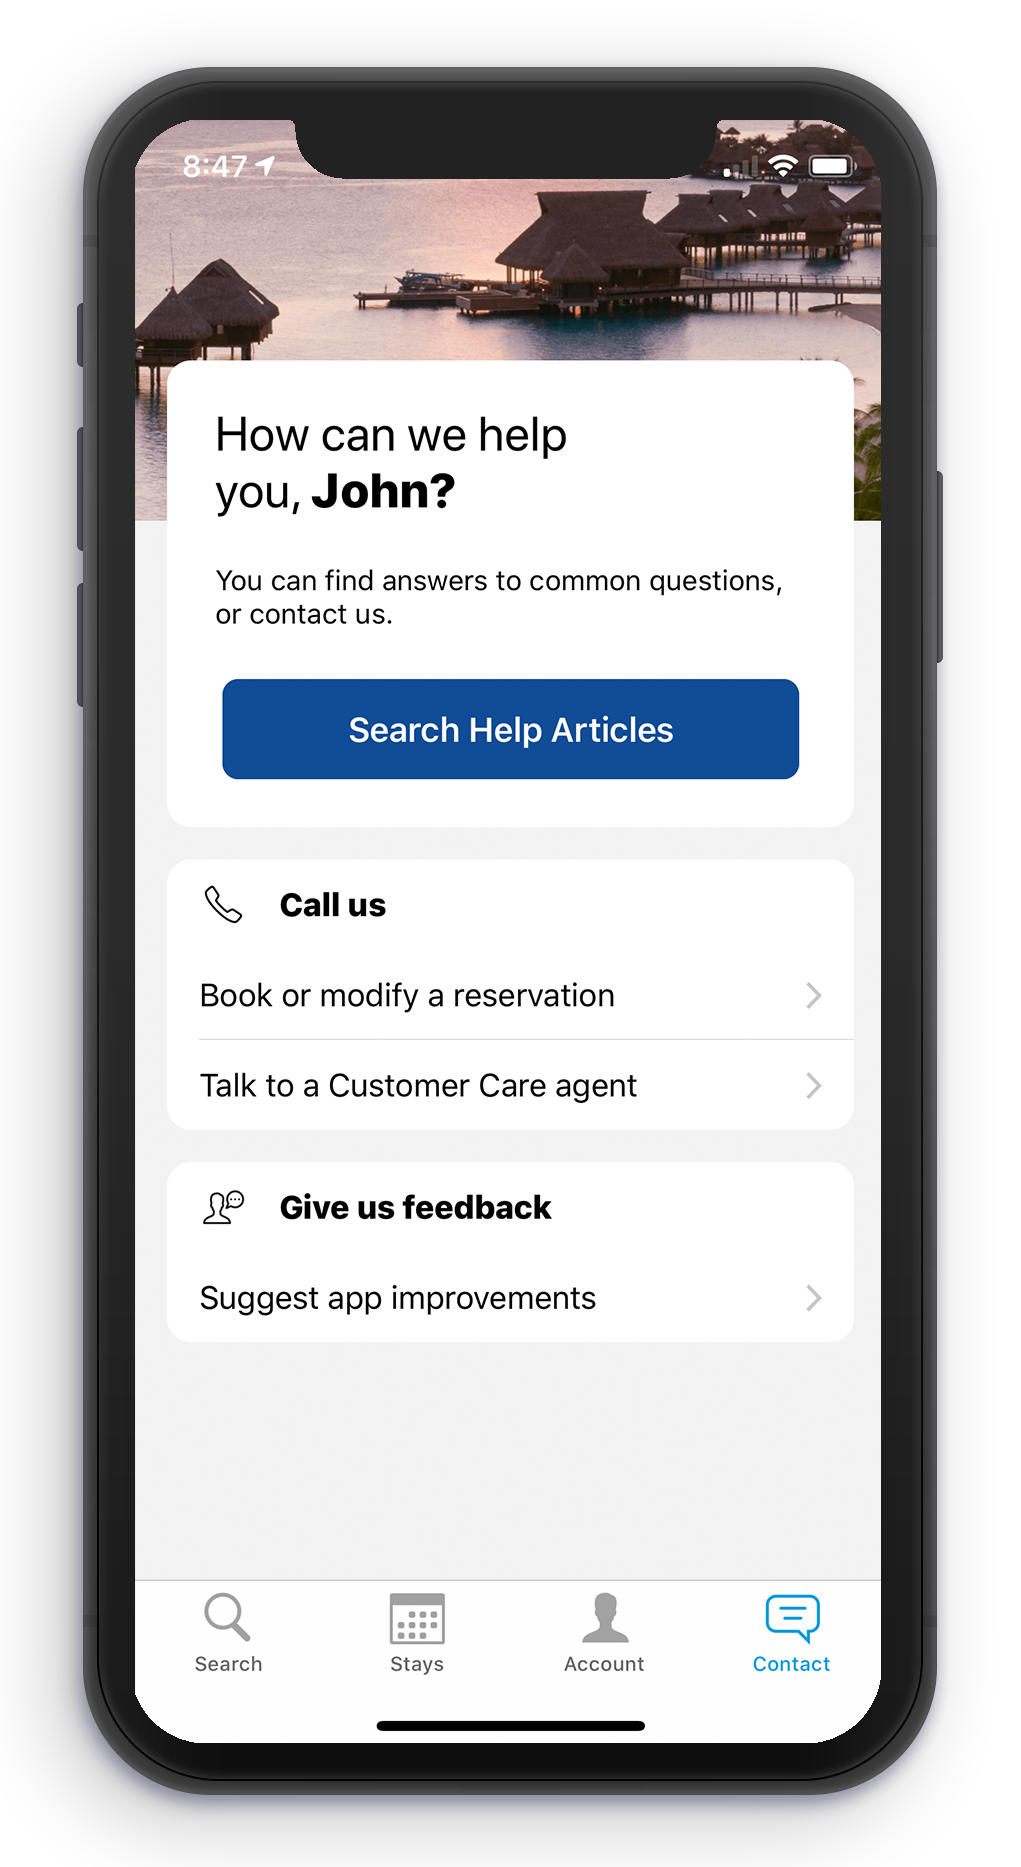 8:47
How can we help
you, John?
You can find answers to common questions,
or contact us.
Search Help Articles
Call us
Book or modify a reservation
Talk to a Customer Care agent
Give us feedback
Suggest app improvements
Search
Stays
Account
Contact